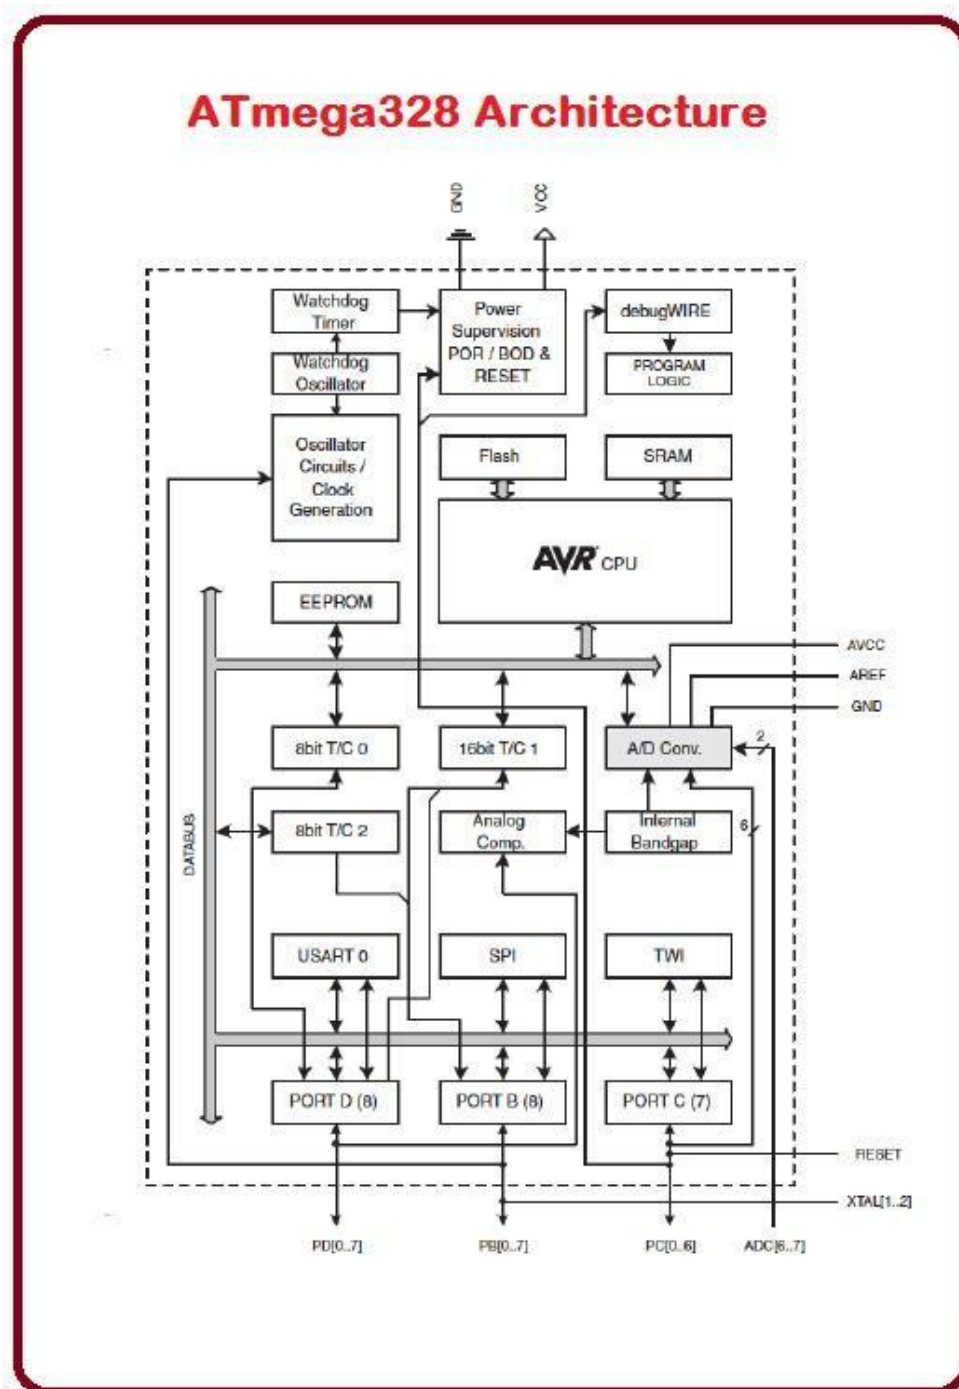 ATmega328 Architecture
GND
VCC
Watchdog
Timer
Power
Supervision
POR / BOD &
RESET
debugWIRE
Watchdog
Oscillator
PROGRAM
LOGIC
Oscillator
Circuits /
Clock
Generation
Flash
SRAM
AVR CPU
EEPROM
AVCC
AREF
GND
8bit T/C 0
16bit T/C 1
A/D Conv.
2
8bit T/C 2
Analog
Comp.
Internal
Bandgap
6
DATABUS
USART 0
SPI
TWI
PORT D (8)
PORT B (8)
PORT C (7)
RESET
XTAL[1..2]
PD[0..7]
PB[0..7]
PC[0..6]
ADC[6..7]